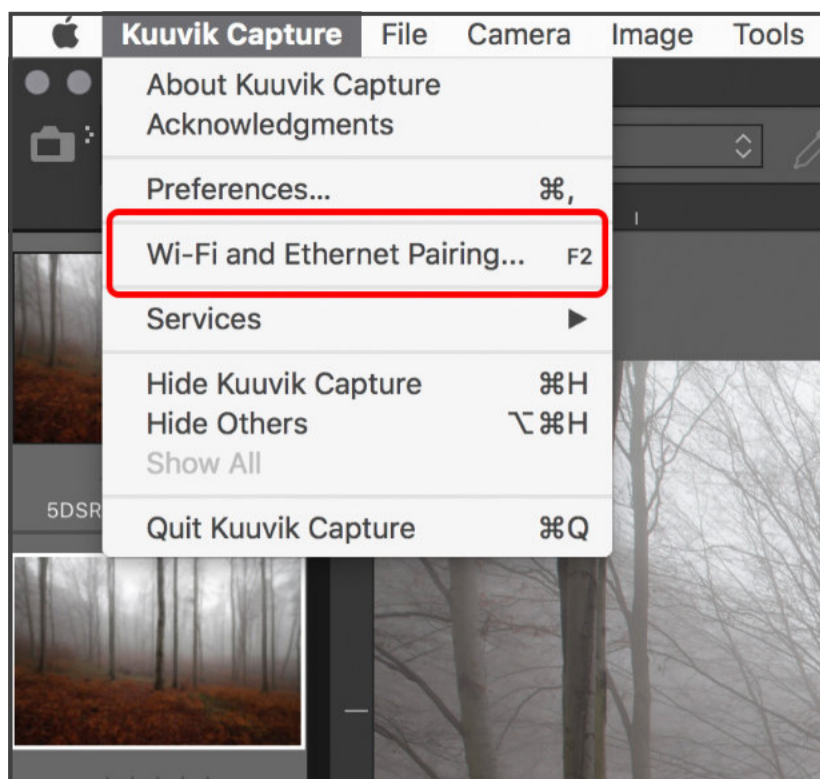 Kuuvik Capture File Camera Image Tools
About Kuuvik Capture
Acknowledgments
Preferences... ⌘,
Wi-Fi and Ethernet Pairing... F2
Services ▶
Hide Kuuvik Capture ⌘H
Hide Others ⌥⌘H
Show All
5DSR
Quit Kuuvik Capture ⌘Q